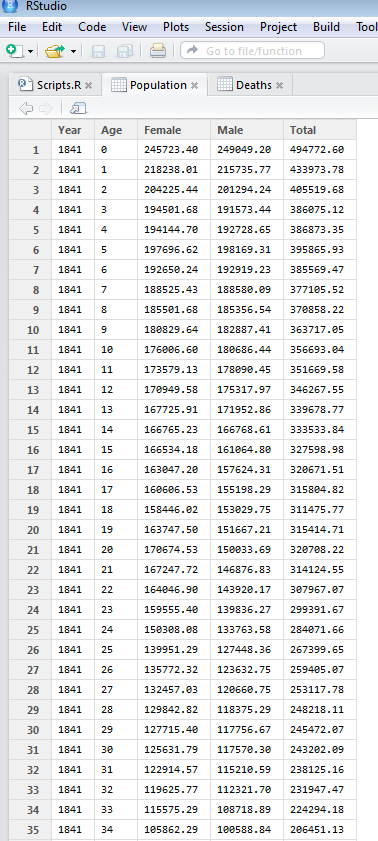 RStudio
File Edit Code View Plots Session Project Build Tool
Go to file/function
Scripts.R Population Deaths
Year Age Female Male Total
1 1841 0 245723.40 249049.20 494772.60
2 1841 1 218238.01 215735.77 433973.78
3 1841 2 204225.44 201294.24 405519.68
4 1841 3 194501.68 191573.44 386075.12
5 1841 4 194144.70 192728.65 386873.35
6 1841 5 197696.62 198169.31 395865.93
7 1841 6 192650.24 192919.23 385569.47
8 1841 7 188525.43 188580.09 377105.52
9 1841 8 185501.68 185356.54 370858.22
10 1841 9 180829.64 182887.41 363717.05
11 1841 10 176006.60 180686.44 356693.04
12 1841 11 173579.13 178090.45 351669.58
13 1841 12 170949.58 175317.97 346267.55
14 1841 13 167725.91 171952.86 339678.77
15 1841 14 166765.23 166768.61 333533.84
16 1841 15 166534.18 161064.80 327598.98
17 1841 16 163047.20 157624.31 320671.51
18 1841 17 160606.53 155198.29 315804.82
19 1841 18 158446.02 153029.75 311475.77
20 1841 19 163747.50 151667.21 315414.71
21 1841 20 170674.53 150033.69 320708.22
22 1841 21 167247.72 146876.83 314124.55
23 1841 22 164046.90 143920.17 307967.07
24 1841 23 159555.40 139836.27 299391.67
25 1841 24 150308.08 133763.58 284071.66
26 1841 25 139951.29 127448.36 267399.65
27 1841 26 135772.32 123632.75 259405.07
28 1841 27 132457.03 120660.75 253117.78
29 1841 28 129842.82 118375.29 248218.11
30 1841 29 127715.40 117756.67 245472.07
31 1841 30 125631.79 117570.30 243202.09
32 1841 31 122914.57 115210.59 238125.16
33 1841 32 119625.77 112321.70 231947.47
34 1841 33 115575.29 108718.89 224294.18
35 1841 34 105862.29 100588.84 206451.13